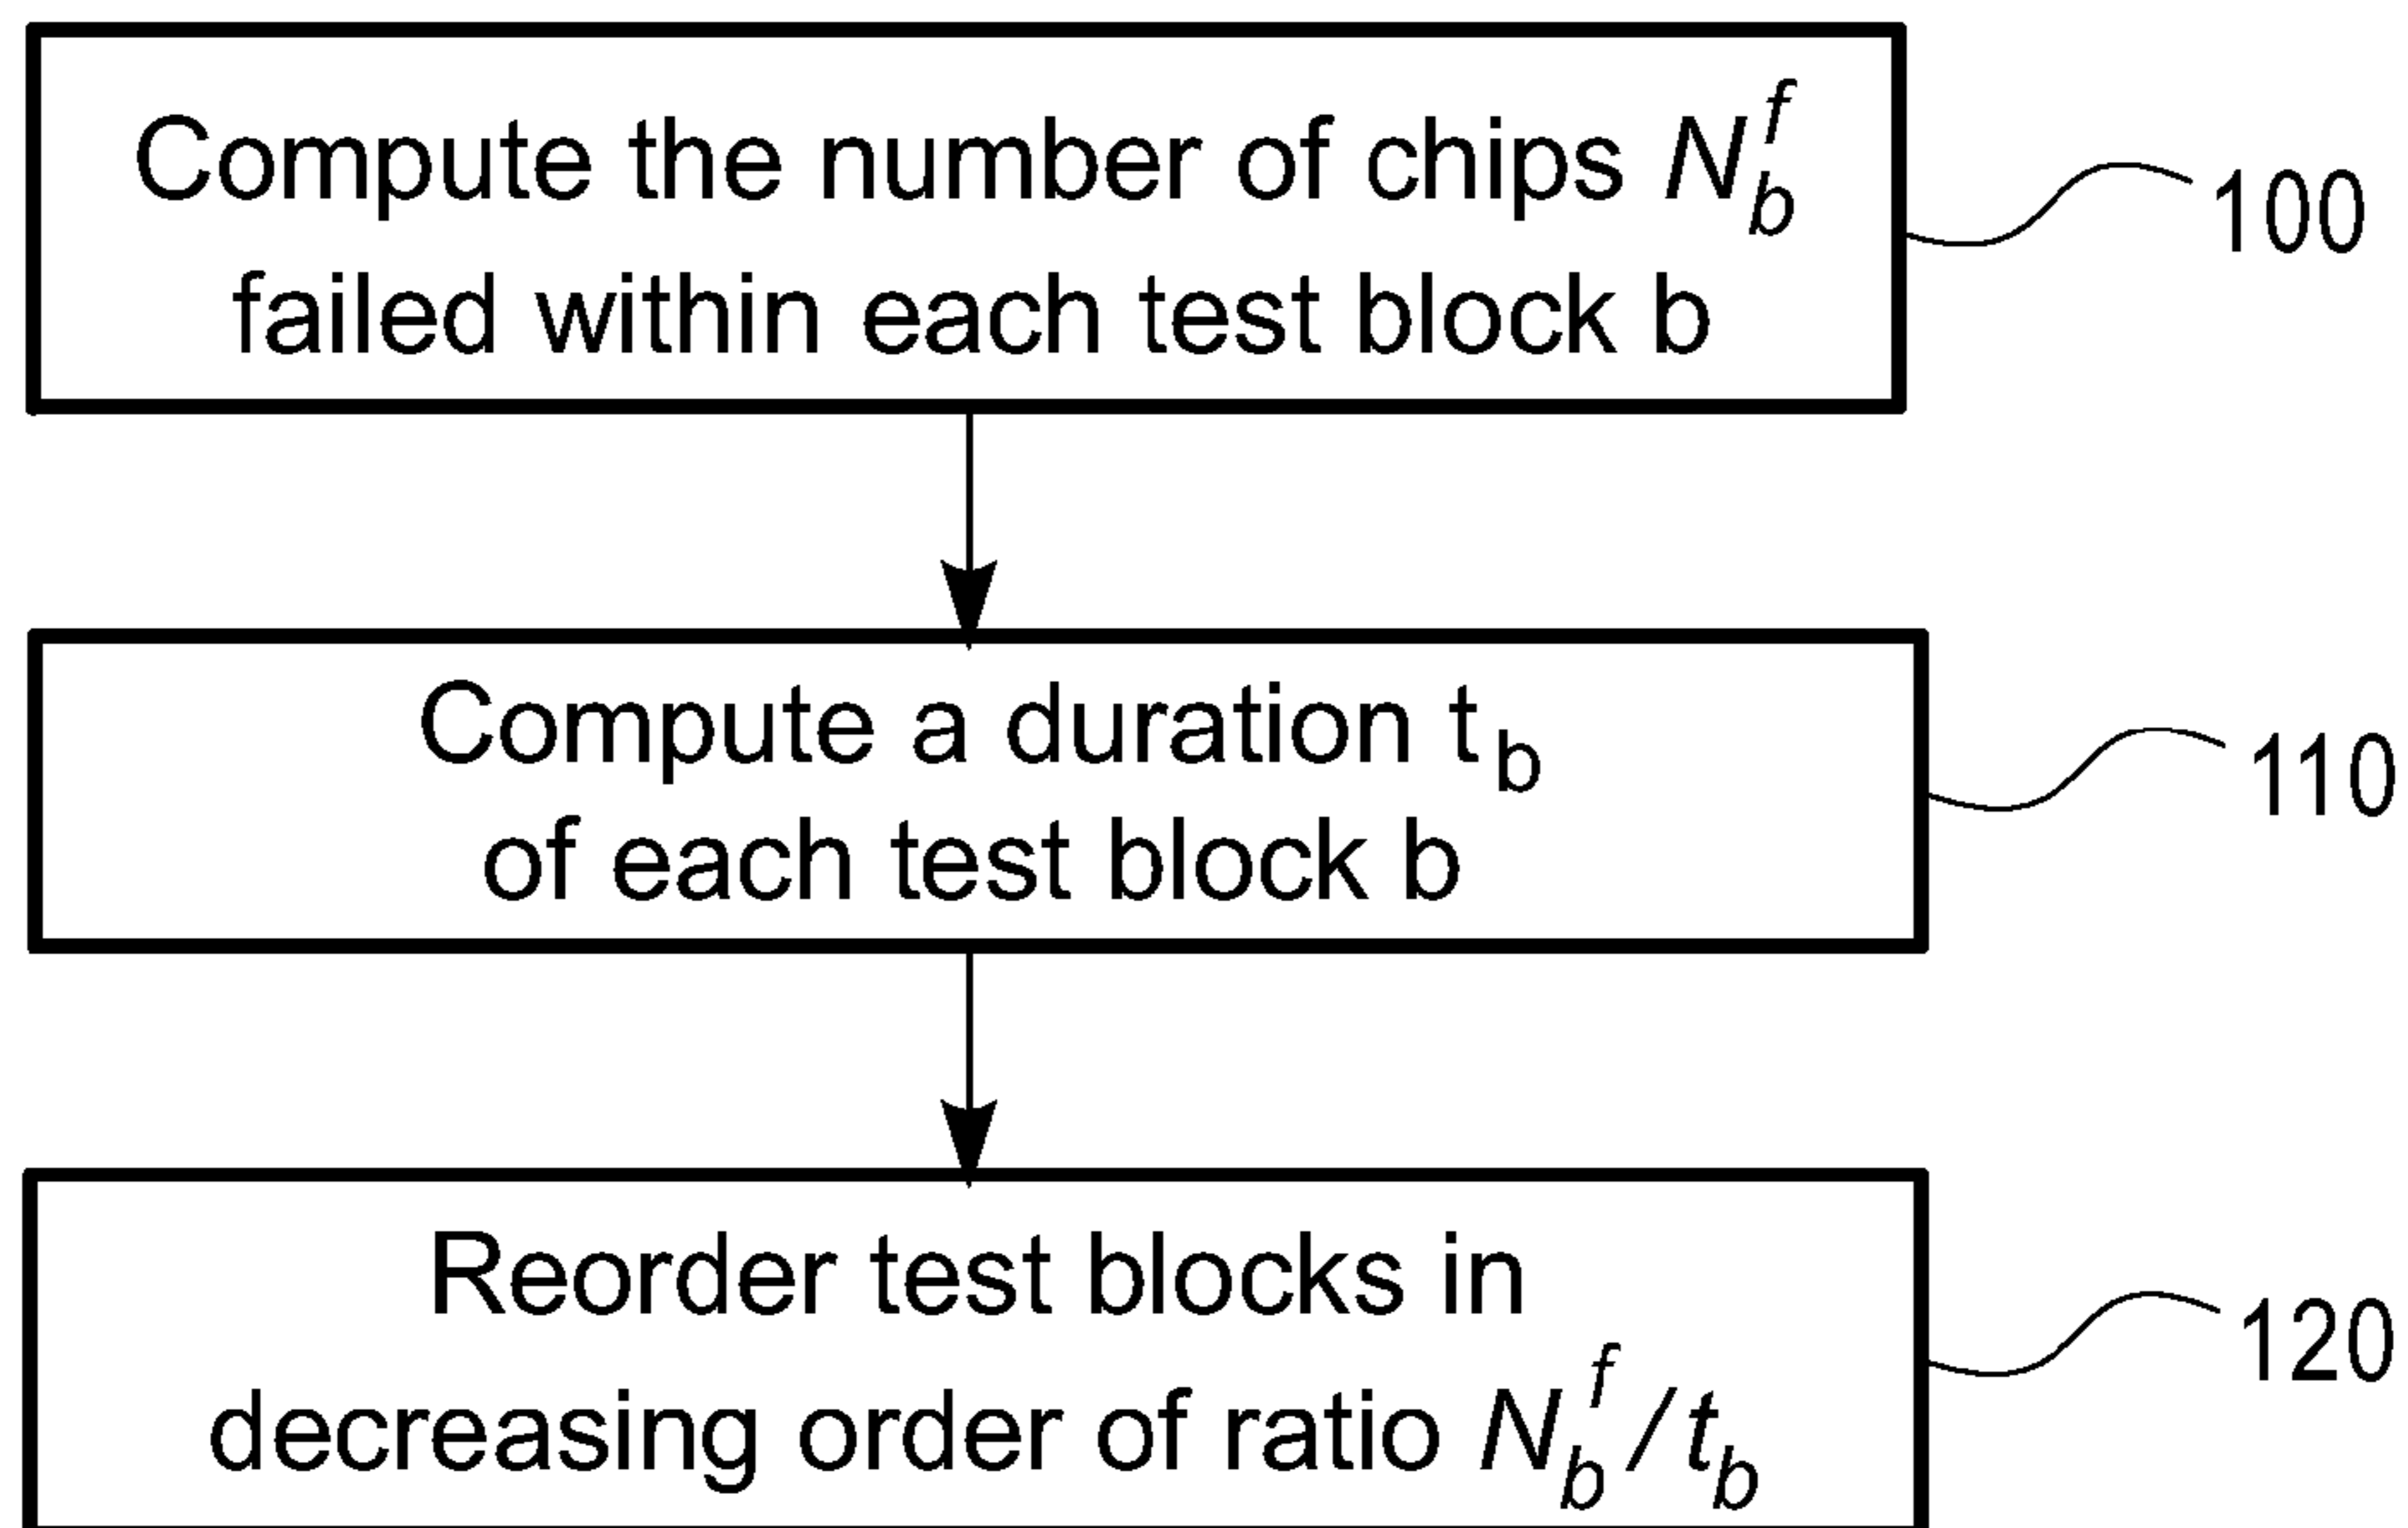 Compute the number of chips N_b^f
failed within each test block b
100
Compute a duration t_b
of each test block b
110
Reorder test blocks in
decreasing order of ratio N_b^f/t_b
120